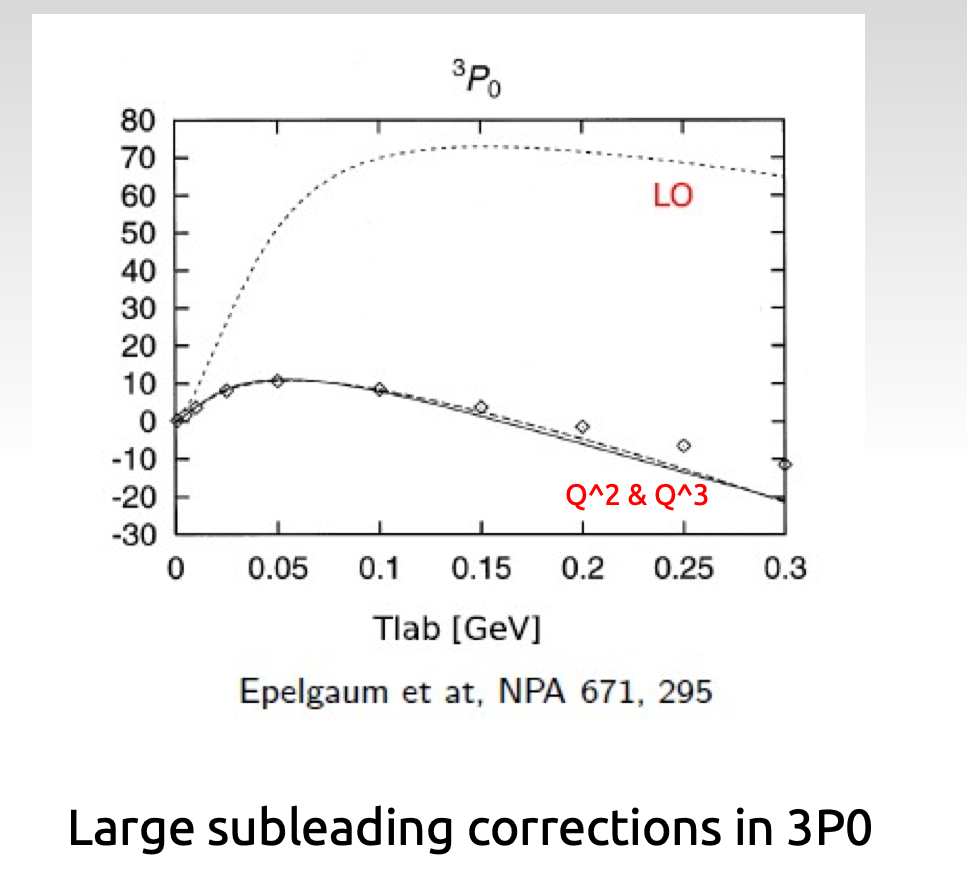 ³P₀
80
70
60
50
40
30
20
10
0
-10
-20
-30
LO
Q^2 & Q^3
0 0.05 0.1 0.15 0.2 0.25 0.3
Tlab [GeV]
Epelgaum et at, NPA 671, 295
Large subleading corrections in 3P0